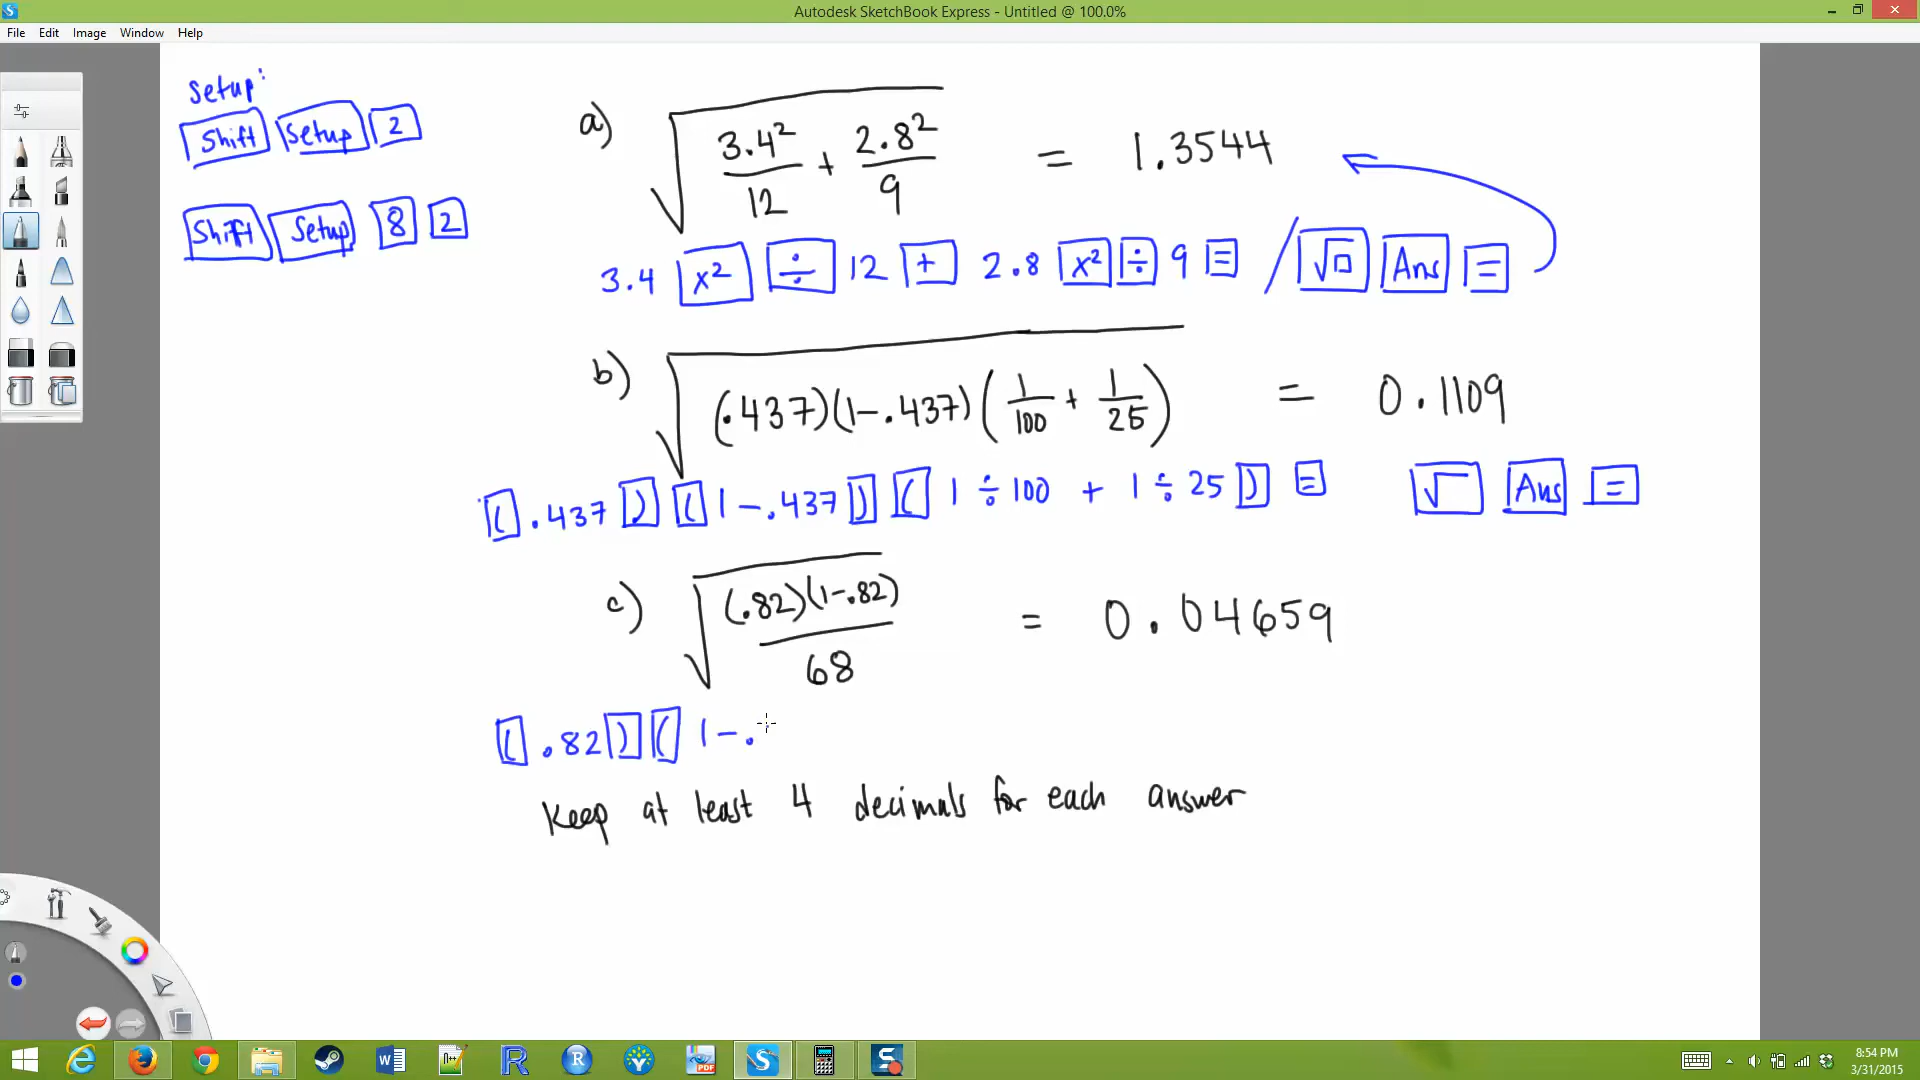 Autodesk SketchBook Express - Untitled @ 100.0%
File Edit Image Window Help
Setup:
Shift Setup 2
Shift Setup 8 2
a) √(3.4²/12 + 2.8²/9) = 1.3544
3.4 x² ÷ 12 + 2.8 x² ÷ 9 = / √□ Ans =
b) √((.437)(1-.437)(1/100 + 1/25)) = 0.1109
( .437 ) ( 1-.437 ) ( 1÷100 + 1÷25 ) = √ Ans =
c) √((.82)(1-.82)/68) = 0.04659
( .82 ) ( 1-.
Keep at least 4 decimals for each answer
8:54 PM
3/31/2015